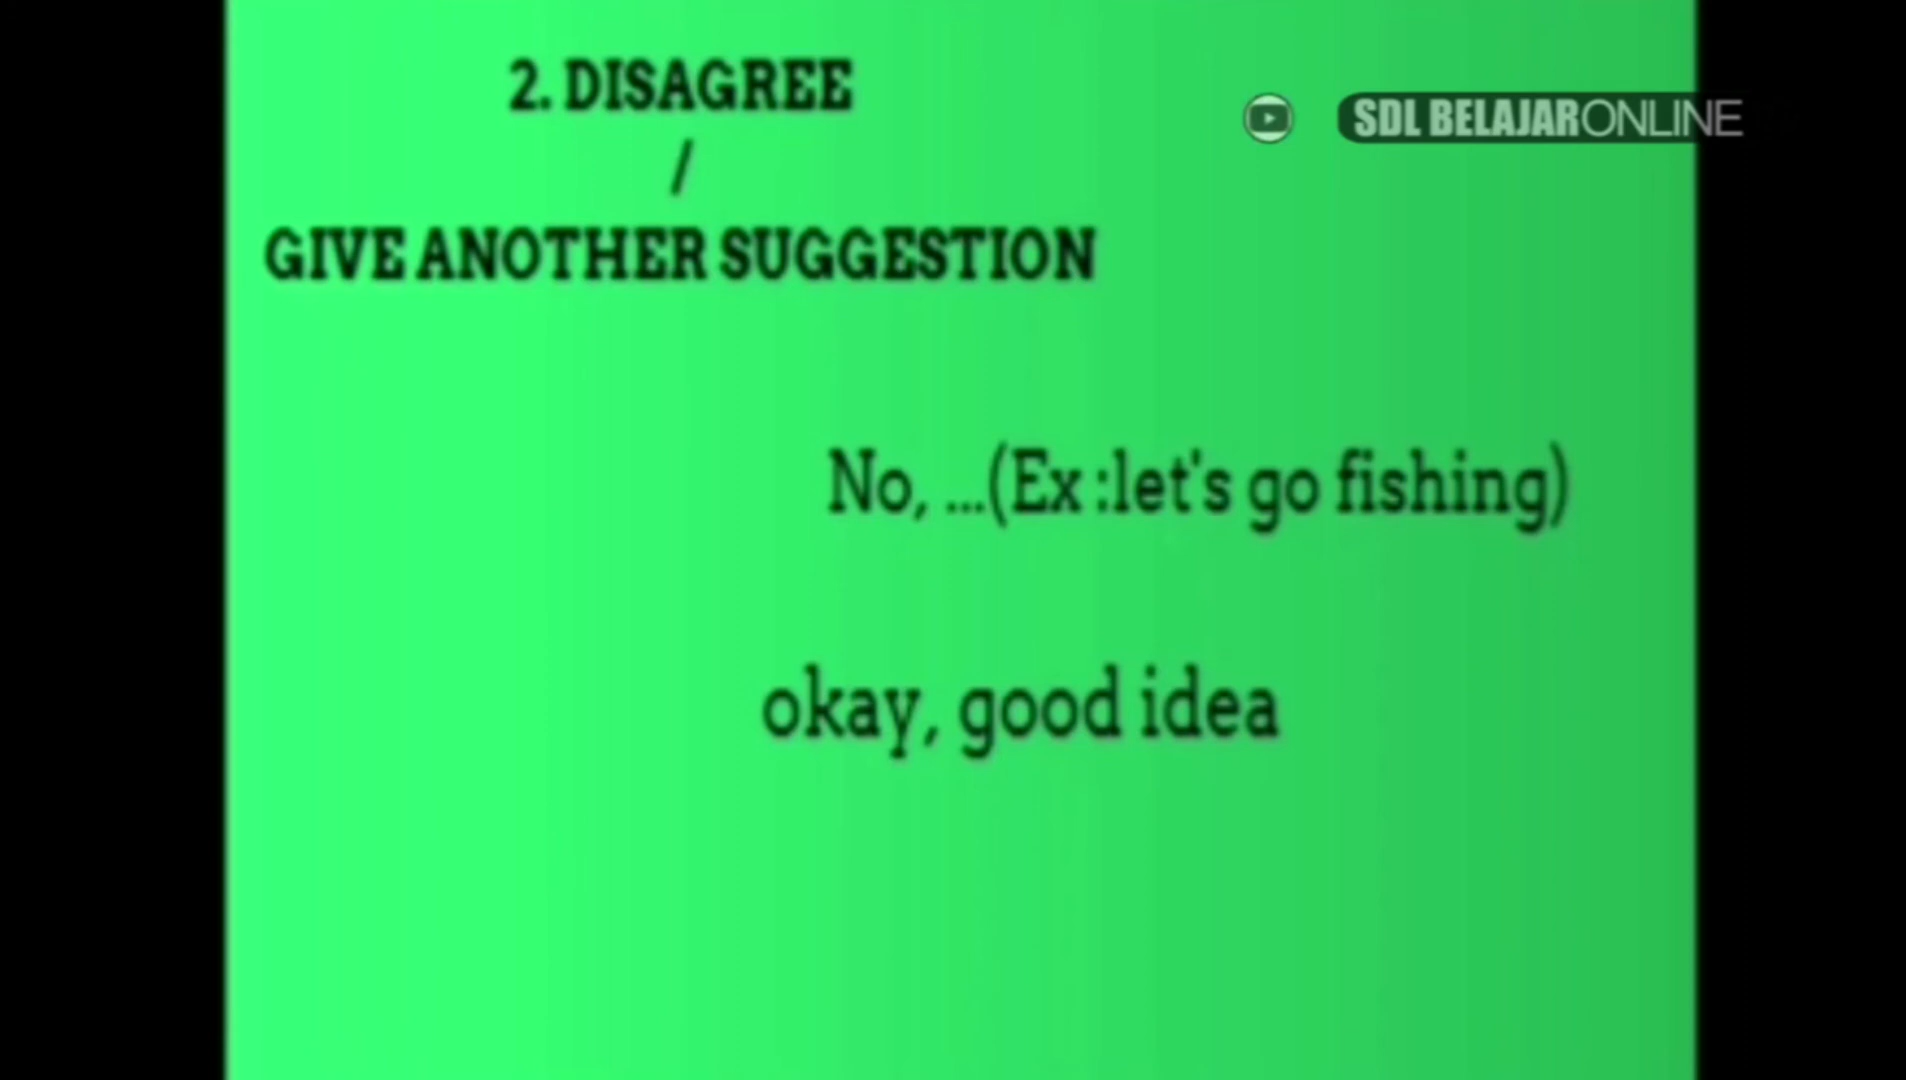 2. DISAGREE
/
GIVE ANOTHER SUGGESTION
SDL BELAJARONLINE
No, ...(Ex :let's go fishing)
okay, good idea